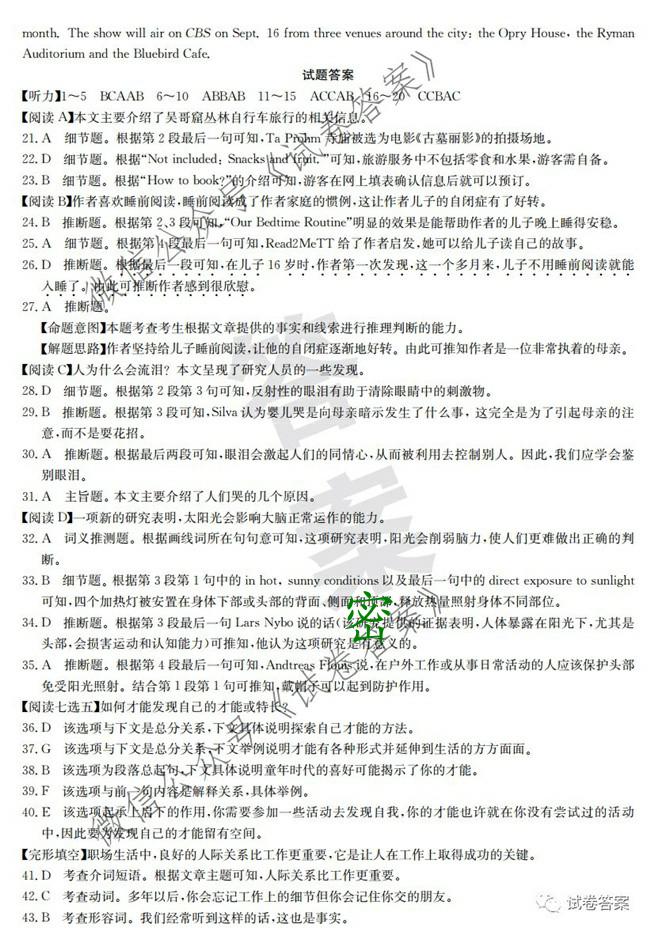 month. The show will air on CBS on Sept. 16 from three venues around the city: the Opry House, the Ryman
Auditorium and the Bluebird Cafe.
试题答案
【听力】1～5 BCAAB 6～10 ABBAB 11～15 ACCAB 16～20 CCBAC
【阅读A】本文主要介绍了吴哥窟丛林自行车旅行的相关信息。
21. A 细节题。根据第2段最后一句可知,Ta Prohm 寺庙被选为电影《古墓丽影》的拍摄场地。
22. D 细节题。根据“Not included: Snacks and fruit.”可知,旅游服务中不包括零食和水果,游客需自备。
23. B 细节题。根据“How to book?”的介绍可知,游客在网上填表确认信息后就可以预订。
【阅读B】作者喜欢睡前阅读,睡前阅读成了作者家庭的惯例,这让作者儿子的自闭症有了好转。
24. B 推断题。根据第2、3段可知,“Our Bedtime Routine”明显的效果是能帮助作者的儿子晚上睡得安稳。
25. A 细节题。根据第4段最后一句可知,Read2MeTT给了作者启发,她可以给儿子读自己的故事。
26. D 推断题。根据最后一段可知,在儿子16岁时,作者第一次发现,这一个多月来,儿子不用睡前阅读就能
入睡了。由此可推断作者感到很欣慰。
27. A 推断题。
【命题意图】本题考查考生根据文章提供的事实和线索进行推理判断的能力。
【解题思路】作者坚持给儿子睡前阅读,让他的自闭症逐渐地好转。由此可推知作者是一位非常执着的母亲。
【阅读C】人为什么会流泪？本文呈现了研究人员的一些发现。
28. D 细节题。根据第2段第3句可知,反射性的眼泪有助于清除眼睛中的刺激物。
29. B 推断题。根据第3段可知,Silva认为婴儿哭是向母亲暗示发生了什么事，这完全是为了引起母亲的注
意,而不是耍花招。
30. A 推断题。根据最后两段可知,眼泪会激起人们的同情心,从而被利用去控制别人。因此,我们应学会鉴
别眼泪。
31. A 主旨题。本文主要介绍了人们哭的几个原因。
【阅读D】一项新的研究表明,太阳光会影响大脑正常运作的能力。
32. A 词义推测题。根据画线词所在句句意可知,这项研究表明,阳光会削弱脑力,使人们更难做出正确的判
断。
33. B 细节题。根据第3段第1句中的 in hot, sunny conditions 以及最后一句中的 direct exposure to sunlight
可知,四个加热灯被安置在身体下部或头部的背面、侧面和顶部,释放热量照射身体不同部位。
34. D 推断题。根据第3段最后一句 Lars Nybo 说的话(该研究提供的证据表明,人体暴露在阳光下,尤其是
头部,会损害运动和认知能力)可推知,他认为这项研究是有意义的。
35. A 推断题。根据第4段最后一句可知,Andtreas Flouis说,在户外工作或从事日常活动的人应该保护头部
免受阳光照射。结合第1段第1句可推知,戴帽子可以起到防护作用。
【阅读七选五】如何才能发现自己的才能或特长?
36. D 该选项与下文是总分关系,下文具体说明探索自己才能的方法。
37. G 该选项与下文是总分关系,下文举例说明才能有各种形式并延伸到生活的方方面面。
38. B 该选项为段落总起句,下文具体说明童年时代的喜好可能揭示了你的才能。
39. F 该选项与前一句内容是解释关系,具体举例。
40. E 该选项起承上启下的作用,你需要参加一些活动去发现自我,你的才能也许就在你没有尝试过的活动
中,因此要为发现自己的才能留有空间。
【完形填空】职场生活中,良好的人际关系比工作更重要,它是让人在工作上取得成功的关键。
41. D 考查介词短语。根据文章主题可知,人际关系比工作更重要。
42. C 考查动词。多年以后,你会忘记工作上的细节但你会记住你交的朋友。
43. B 考查形容词。我们经常听到这样的话,这也是事实。
微信公众号《试卷答案》
微信公众号《试卷答案》
答案
密
试卷答案